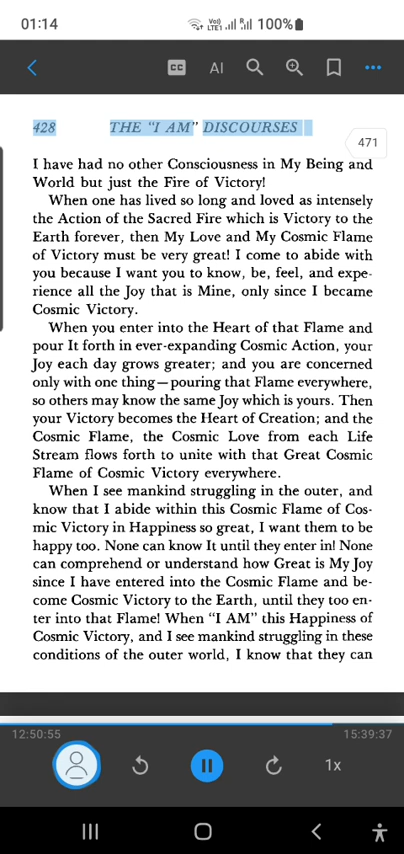 01:14
Vo)) LTE1 R 100%
CC AI
428 THE "I AM" DISCOURSES
471
I have had no other Consciousness in My Being and
World but just the Fire of Victory!
When one has lived so long and loved as intensely
the Action of the Sacred Fire which is Victory to the
Earth forever, then My Love and My Cosmic Flame
of Victory must be very great! I come to abide with
you because I want you to know, be, feel, and expe-
rience all the Joy that is Mine, only since I became
Cosmic Victory.
When you enter into the Heart of that Flame and
pour It forth in ever-expanding Cosmic Action, your
Joy each day grows greater; and you are concerned
only with one thing—pouring that Flame everywhere,
so others may know the same Joy which is yours. Then
your Victory becomes the Heart of Creation; and the
Cosmic Flame, the Cosmic Love from each Life
Stream flows forth to unite with that Great Cosmic
Flame of Cosmic Victory everywhere.
When I see mankind struggling in the outer, and
know that I abide within this Cosmic Flame of Cos-
mic Victory in Happiness so great, I want them to be
happy too. None can know It until they enter in! None
can comprehend or understand how Great is My Joy
since I have entered into the Cosmic Flame and be-
come Cosmic Victory to the Earth, until they too en-
ter into that Flame! When "I AM" this Happiness of
Cosmic Victory, and I see mankind struggling in these
conditions of the outer world, I know that they can
12:50:55 15:39:37
1x